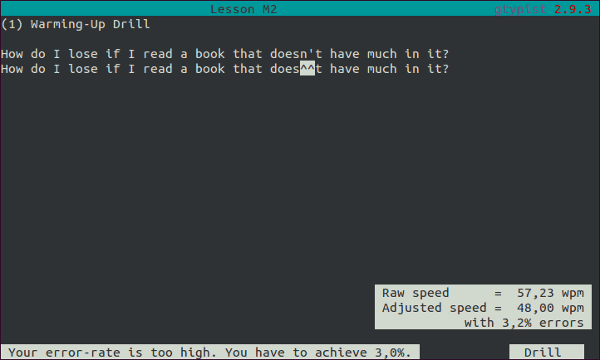 Lesson M2
gtypist 2.9.3
(1) Warming-Up Drill
How do I lose if I read a book that doesn't have much in it?
How do I lose if I read a book that does^^t have much in it?
Raw speed = 57,23 wpm
Adjusted speed = 48,00 wpm
with 3,2% errors
Your error-rate is too high. You have to achieve 3,0%.
Drill